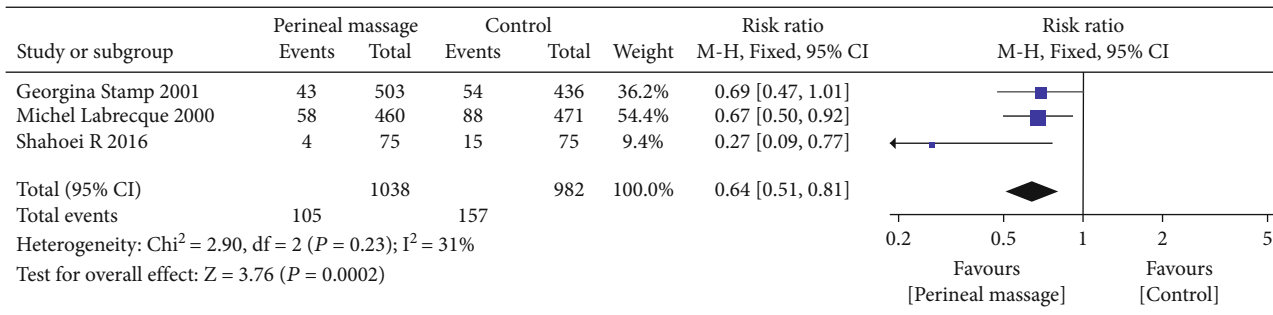 Perineal massage Control Risk ratio Risk ratio
Study or subgroup Events Total Events Total Weight M-H, Fixed, 95% CI M-H, Fixed, 95% CI
Georgina Stamp 2001 43 503 54 436 36.2% 0.69 [0.47, 1.01]
Michel Labrecque 2000 58 460 88 471 54.4% 0.67 [0.50, 0.92]
Shahoei R 2016 4 75 15 75 9.4% 0.27 [0.09, 0.77]
Total (95% CI) 1038 982 100.0% 0.64 [0.51, 0.81]
Total events 105 157
Heterogeneity: Chi² = 2.90, df = 2 (P = 0.23); I² = 31%
Test for overall effect: Z = 3.76 (P = 0.0002)
0.2 0.5 1 2 5
Favours Favours
[Perineal massage] [Control]